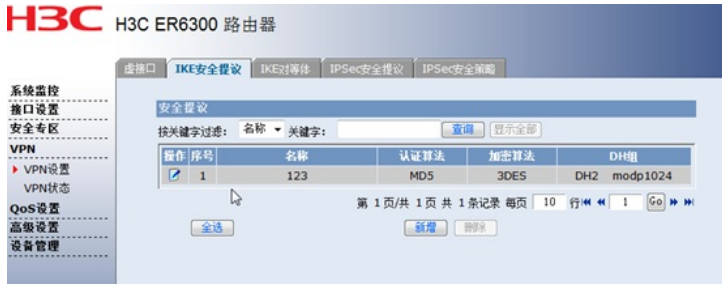 H3C H3C ER6300 路由器
虚接口 IKE安全提议 IKE对等体 IPSec安全提议 IPSec安全策略
系统监控
接口设置
安全专区
VPN
VPN设置
VPN状态
QoS设置
高级设置
设备管理
安全提议
按关键字过滤: 名称 关键字: 查询 显示全部
操作 序号 名称 认证算法 加密算法 DH组
1 123 MD5 3DES DH2 modp1024
第 1 页/共 1 页 共 1 条记录 每页 10 行 1 Go
全选 新增 删除